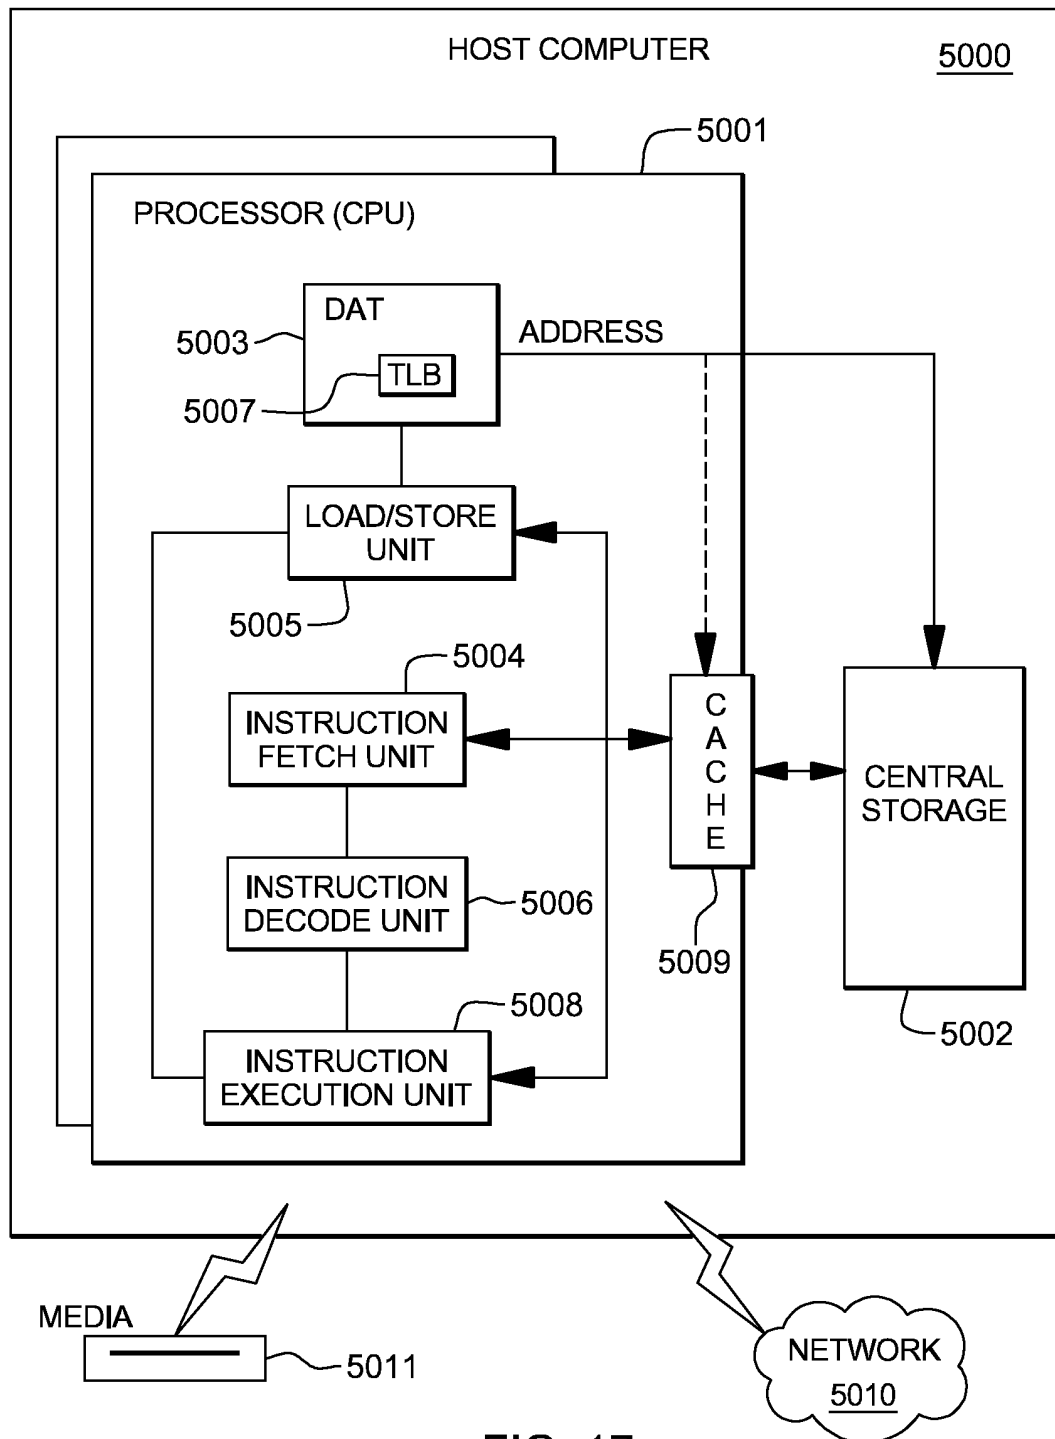 HOST COMPUTER
5000
5001
PROCESSOR (CPU)
DAT
5003
ADDRESS
TLB
5007
LOAD/STORE
UNIT
5005
5004
INSTRUCTION
FETCH UNIT
C
A
C
H
E
CENTRAL
STORAGE
INSTRUCTION
DECODE UNIT
5006
5009
5008
5002
INSTRUCTION
EXECUTION UNIT
MEDIA
5011
NETWORK
5010